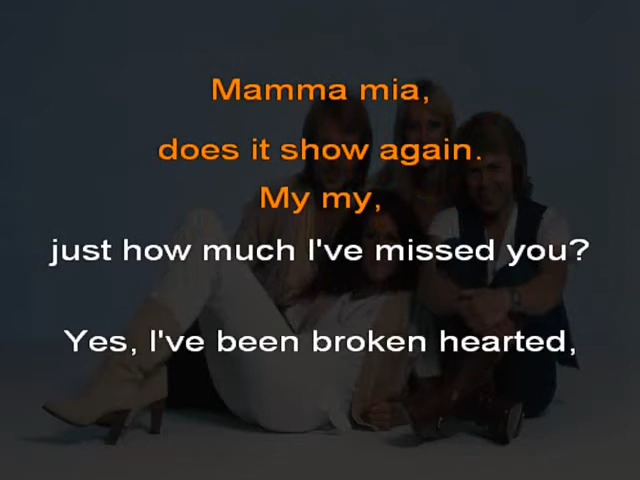 Mamma mia,
does it show again.
My my,
just how much I've missed you?
Yes, I've been broken hearted,